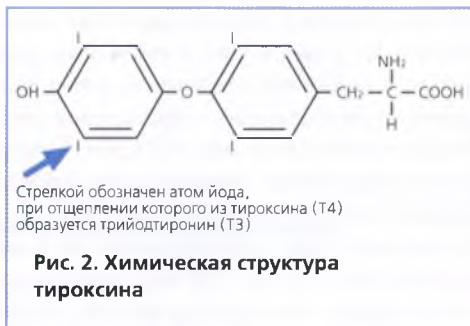 I I
NH₂
OH O CH₂ – C – COOH
H
I I
Стрелкой обозначен атом йода,
при отщеплении которого из тироксина (Т4)
образуется трийодтиронин (Т3)
Рис. 2. Химическая структура
тироксина